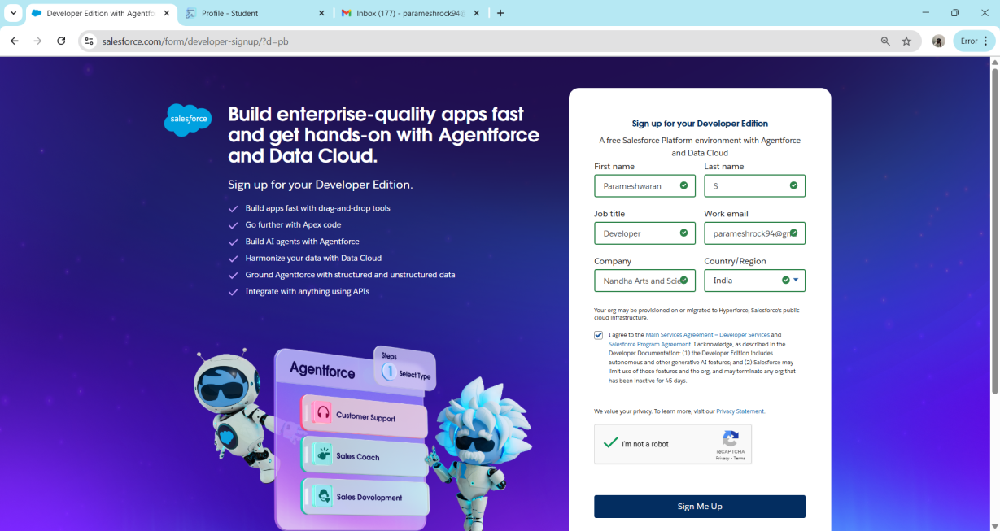 Developer Edition with Agentfo
Profile - Student
Inbox (177) - parameshrock94@
salesforce.com/form/developer-signup/?d=pb
Error
salesforce
Build enterprise-quality apps fast
and get hands-on with Agentforce
and Data Cloud.
Sign up for your Developer Edition.
Build apps fast with drag-and-drop tools
Go further with Apex code
Build AI agents with Agentforce
Harmonize your data with Data Cloud
Ground Agentforce with structured and unstructured data
Integrate with anything using APIs
Agentforce
Steps
1 Select Type
Customer Support
Sales Coach
Sales Development
Sign up for your Developer Edition
A free Salesforce Platform environment with Agentforce
and Data Cloud
First name Last name
Parameshwaran S
Job title Work email
Developer parameshrock94@gm
Company Country/Region
Nandha Arts and Scie India
Your org may be provisioned on or migrated to Hyperforce, Salesforce's public
cloud infrastructure.
I agree to the Main Services Agreement – Developer Services and
Salesforce Program Agreement. I acknowledge, as described in the
Developer Documentation: (1) the Developer Edition includes
autonomous and other generative AI features; and (2) Salesforce may
limit use of those features and the org, and may terminate any org that
has been inactive for 45 days.
We value your privacy. To learn more, visit our Privacy Statement.
I'm not a robot
reCAPTCHA
Privacy - Terms
Sign Me Up